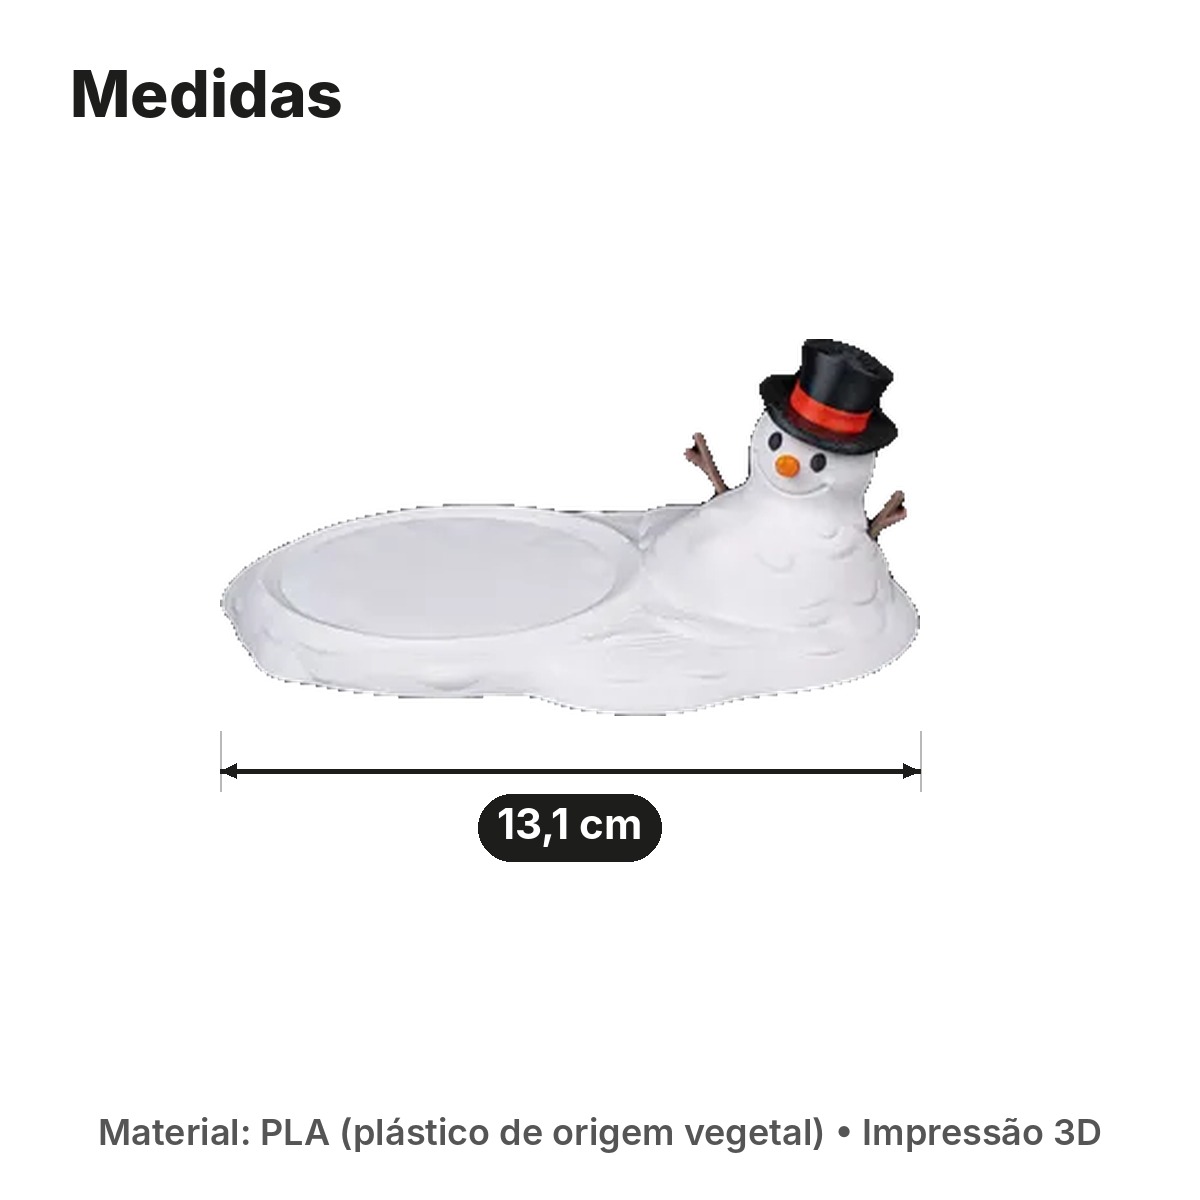 Medidas
13,1 cm
Material: PLA (plástico de origem vegetal) • Impressão 3D